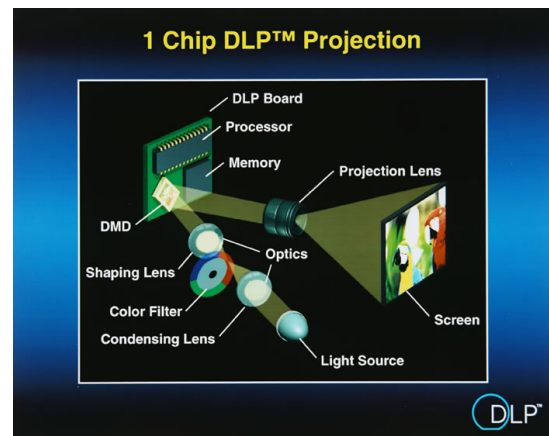 1 Chip DLP™ Projection
DLP Board
Processor
Memory
Projection Lens
DMD
Optics
Shaping Lens
Color Filter
Condensing Lens
Screen
Light Source
DLP™